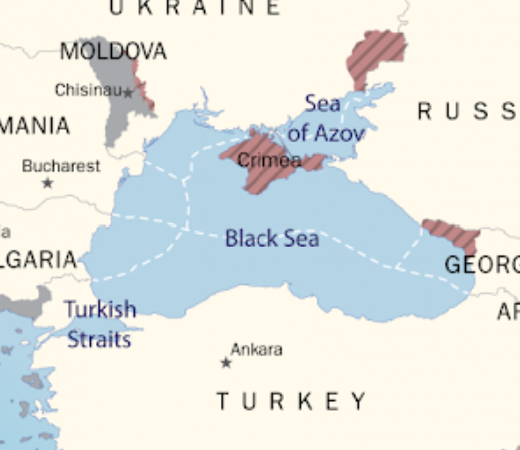 UKRAINE
MOLDOVA
Chisinau
Sea
of Azov
RUSS
MANIA
Crimea
Bucharest
a
LGARIA
Black Sea
GEORG
Turkish
Straits
AR
Ankara
TURKEY